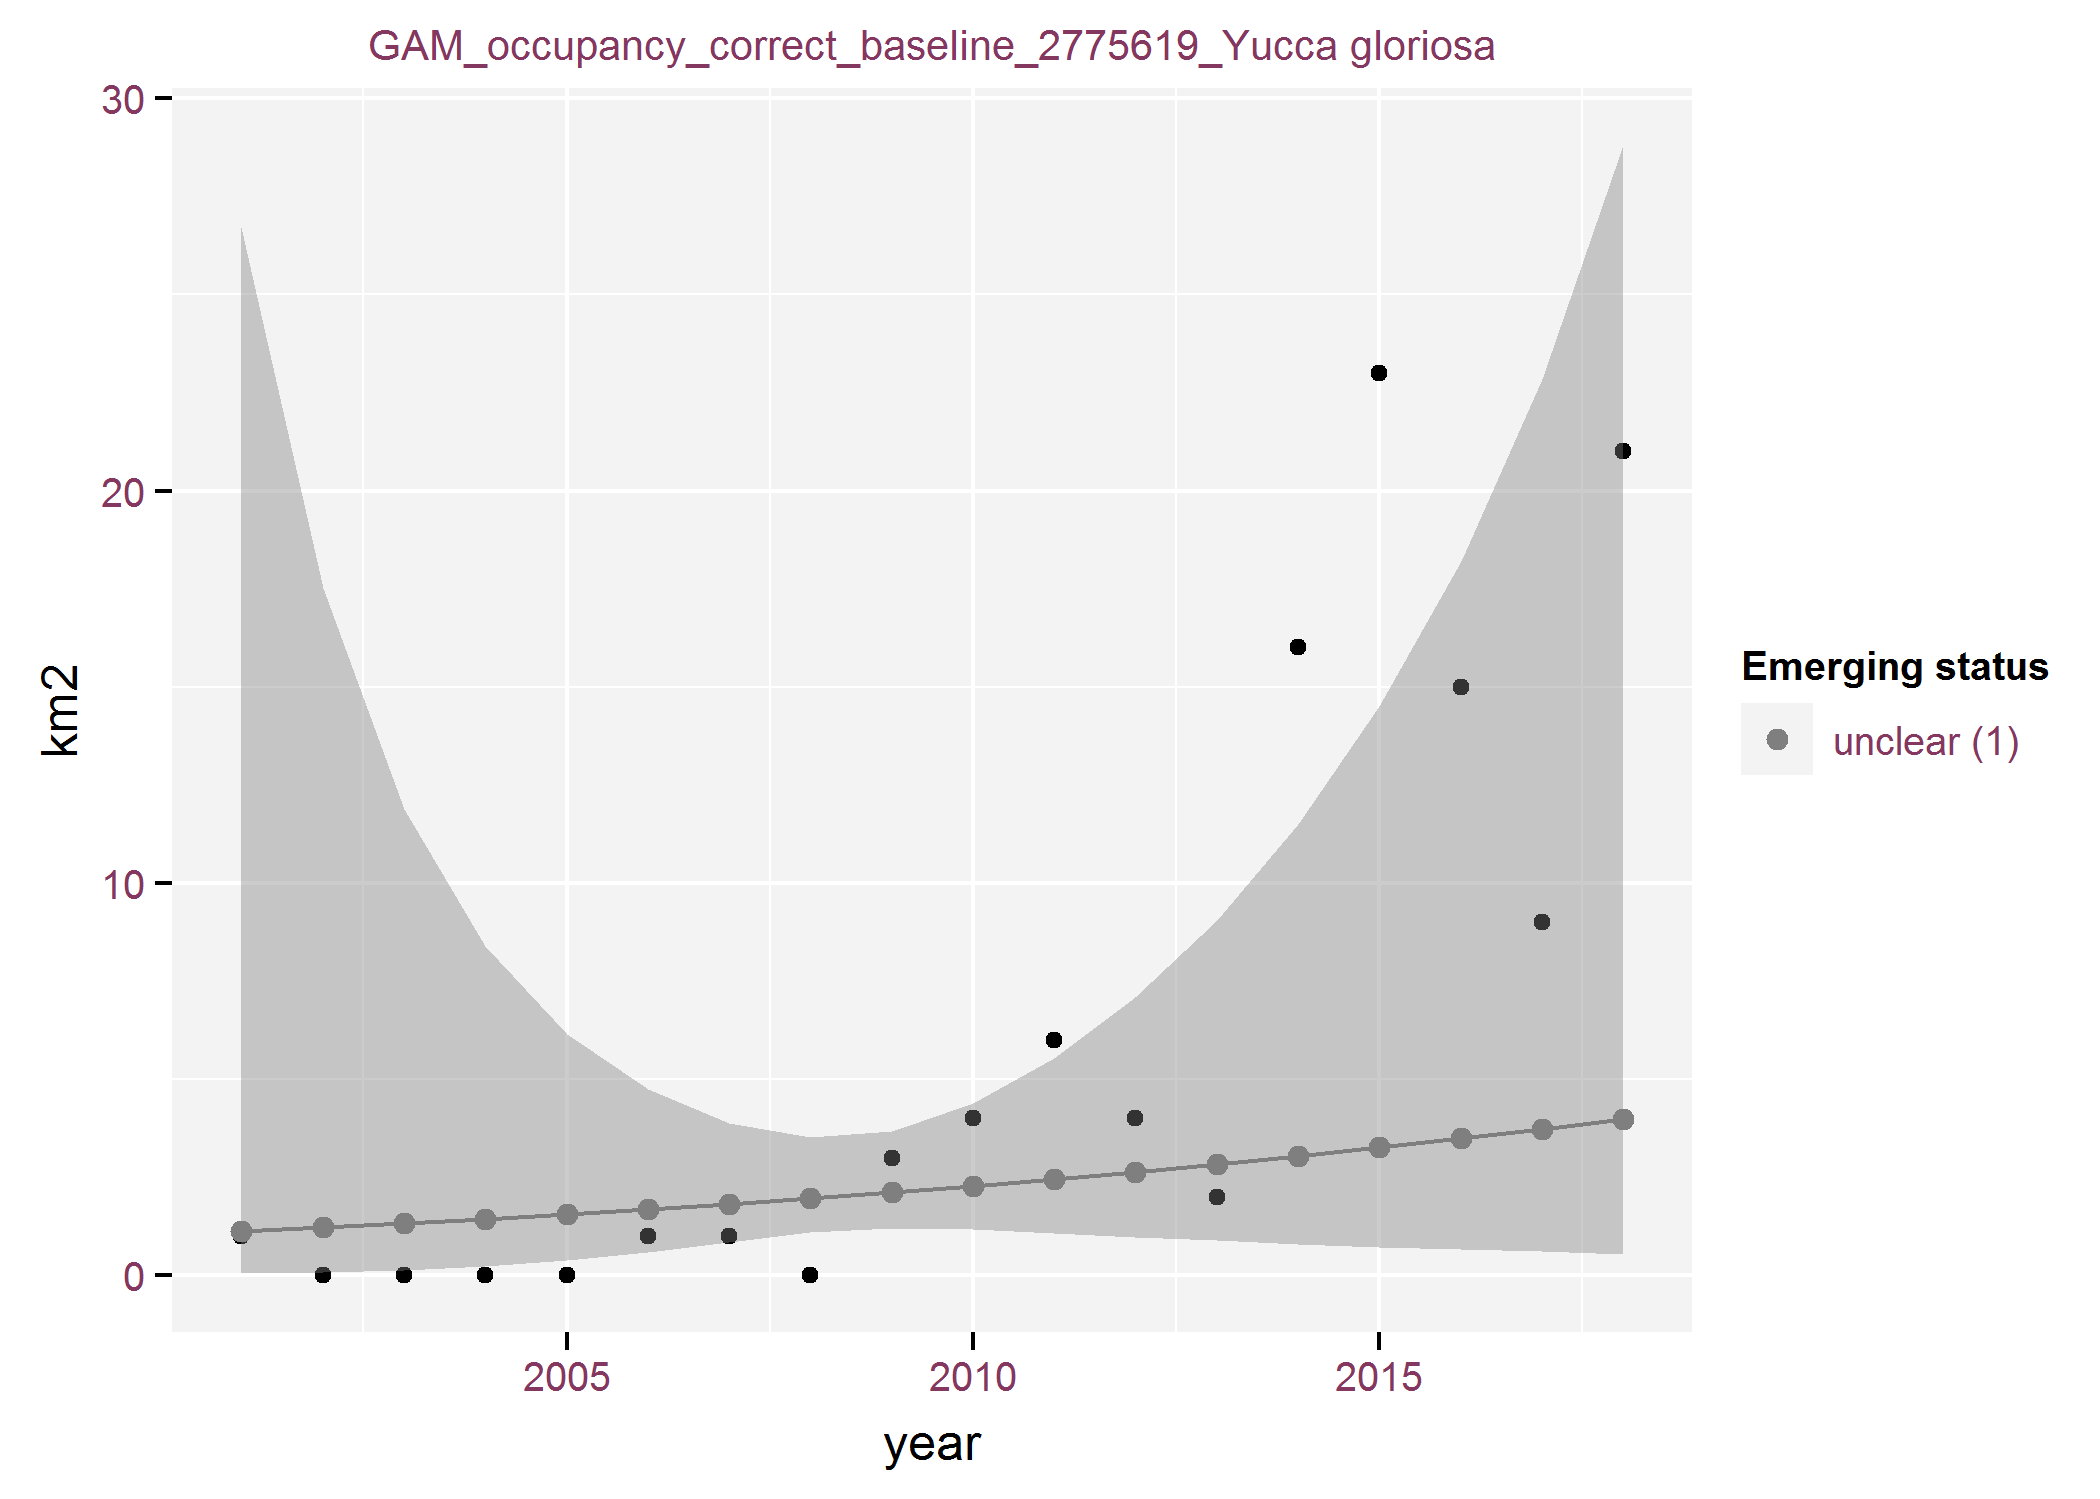 GAM_occupancy_correct_baseline_2775619_Yucca gloriosa
30
20
10
0
km2
2005 2010 2015
year
Emerging status
unclear (1)